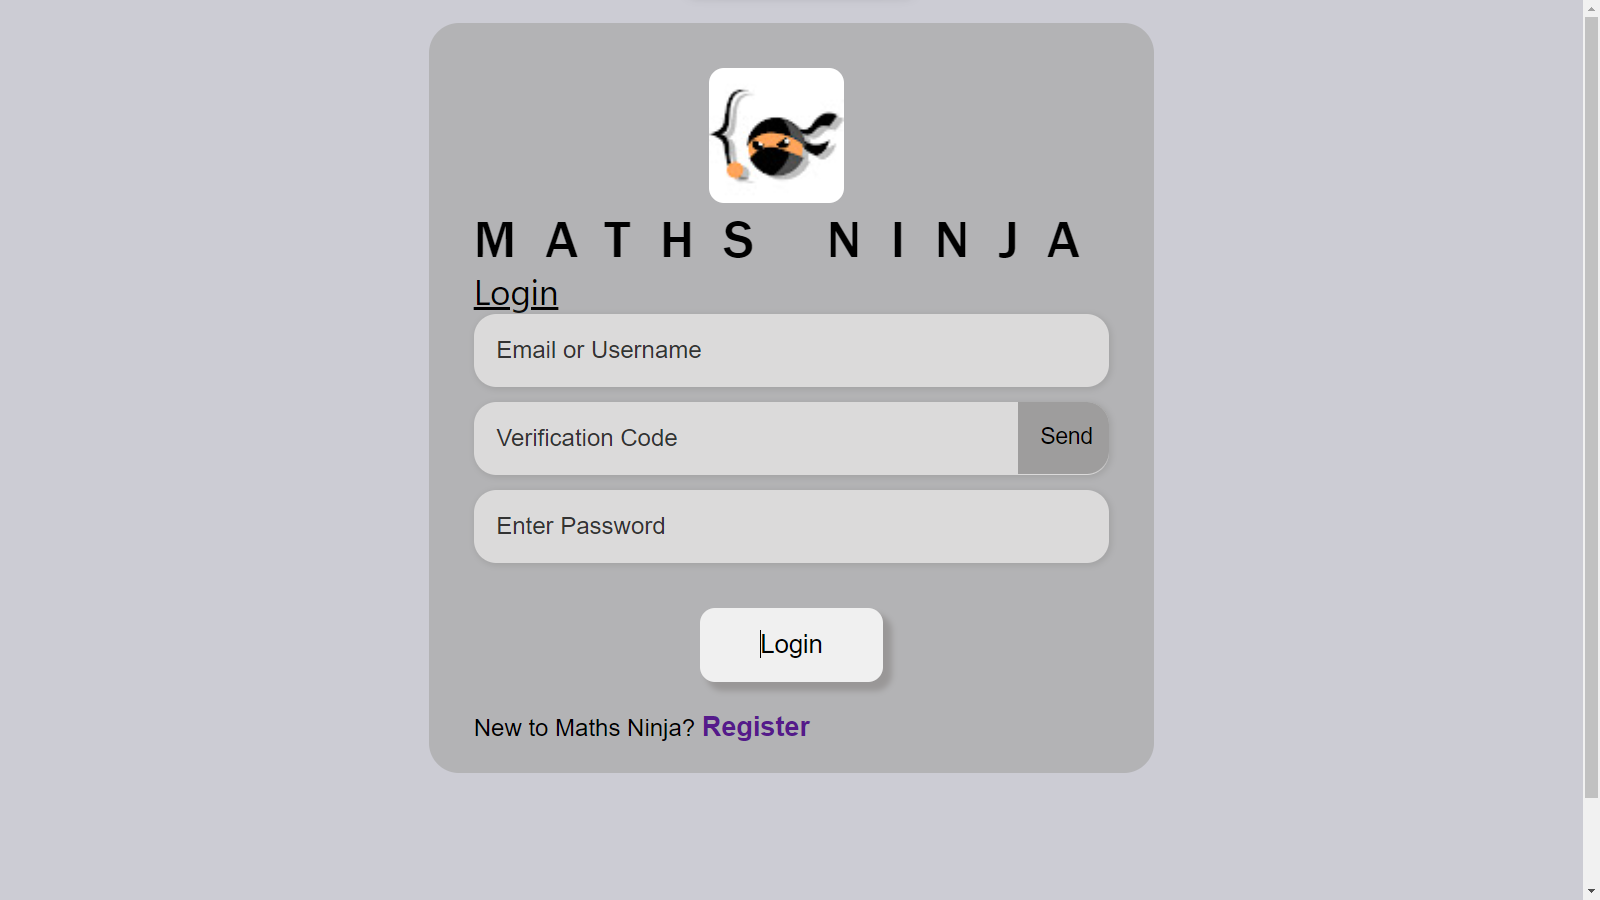 MATHS NINJA
Login
Email or Username
Verification Code Send
Enter Password
Login
New to Maths Ninja? Register